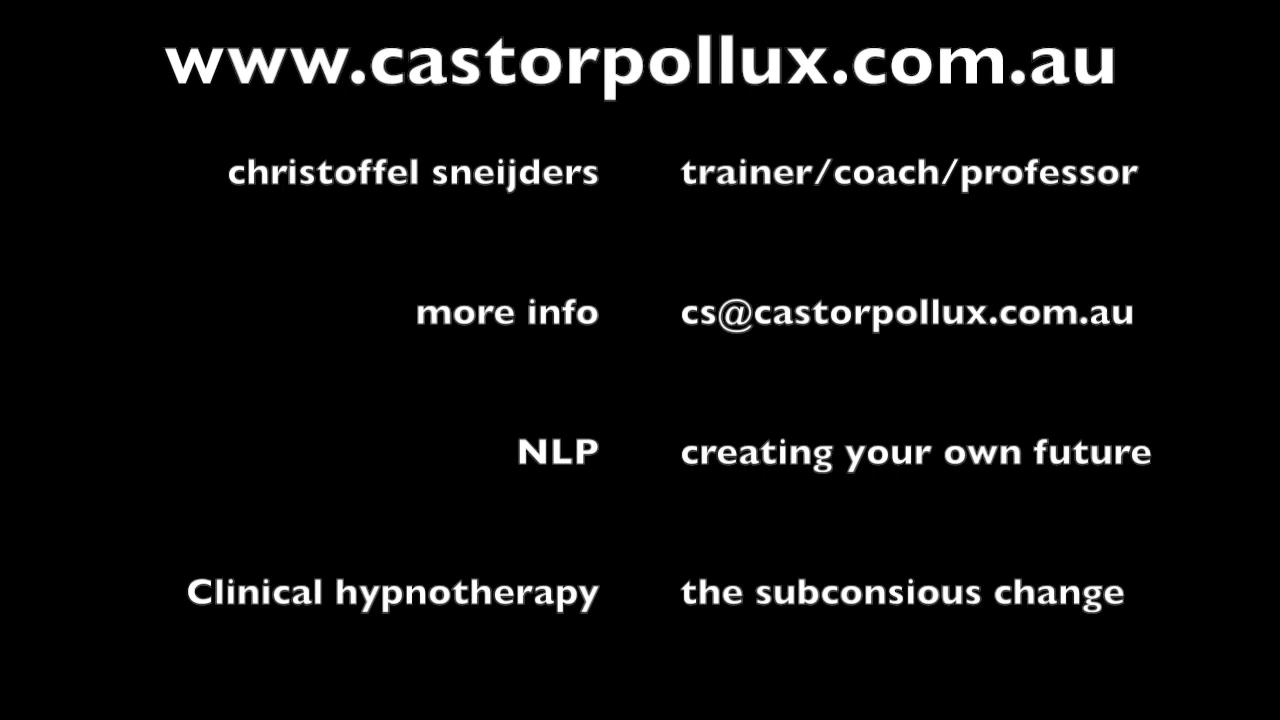 www.castorpollux.com.au
christoffel sneijders trainer/coach/professor
more info cs@castorpollux.com.au
NLP creating your own future
Clinical hypnotherapy the subconsious change